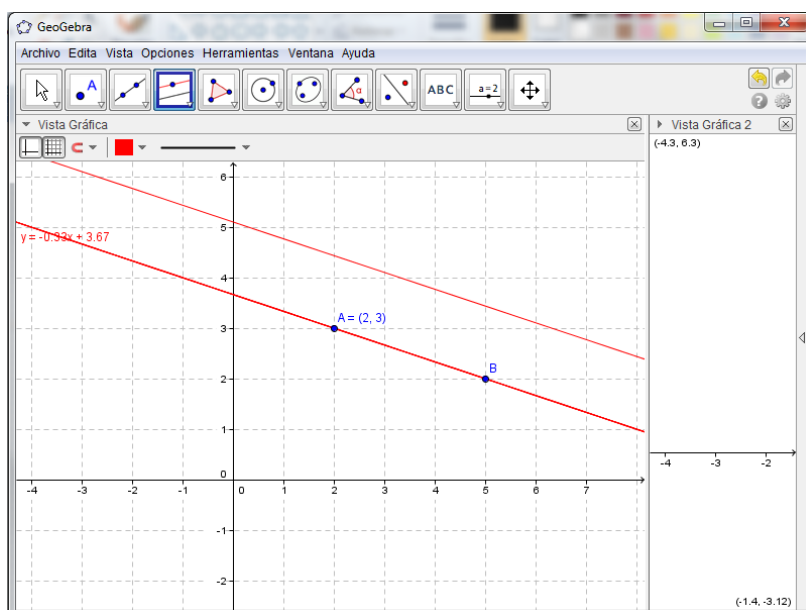 GeoGebra
Archivo Edita Vista Opciones Herramientas Ventana Ayuda
A α ABC a=2
Vista Gráfica
Vista Gráfica 2
(-4.3, 6.3)
6
5
y = -0.33x + 3.67
4
A = (2, 3)
3
B
2
1
0
-4 -3 -2 -1 0 1 2 3 4 5 6 7
-4 -3 -2
-1
-2
(-1.4, -3.12)